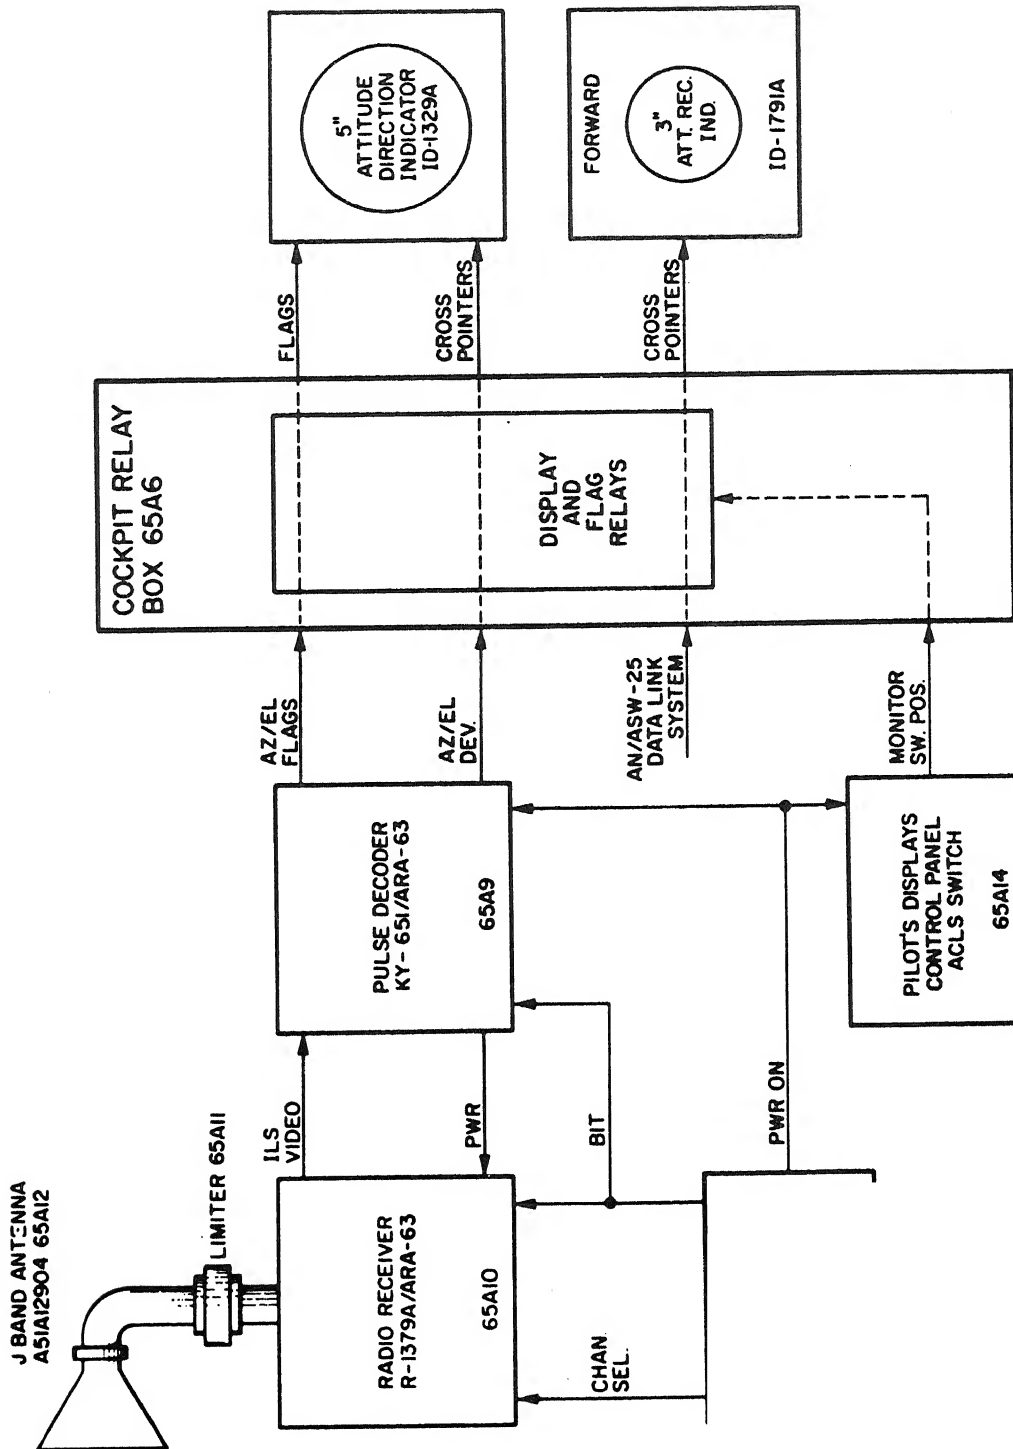 J BAND ANTENNA
A51A12904 65A12
LIMITER 65A11
RADIO RECEIVER
R-1379A/ARA-63
65A10
CHAN.
SEL.
ILS
VIDEO
PWR
BIT
PWR ON
PULSE DECODER
KY-651/ARA-63
65A9
PILOT'S DISPLAYS
CONTROL PANEL
ACLS SWITCH
65A14
AZ/EL
FLAGS
AZ/EL
DEV.
AN/ASW-25
DATA LINK
SYSTEM
MONITOR
SW. POS.
COCKPIT RELAY
BOX 65A6
DISPLAY
AND
FLAG
RELAYS
FLAGS
CROSS
POINTERS
CROSS
POINTERS
5"
ATTITUDE
DIRECTION
INDICATOR
ID-1329A
FORWARD
3"
ATT. REC.
IND.
ID-1791A